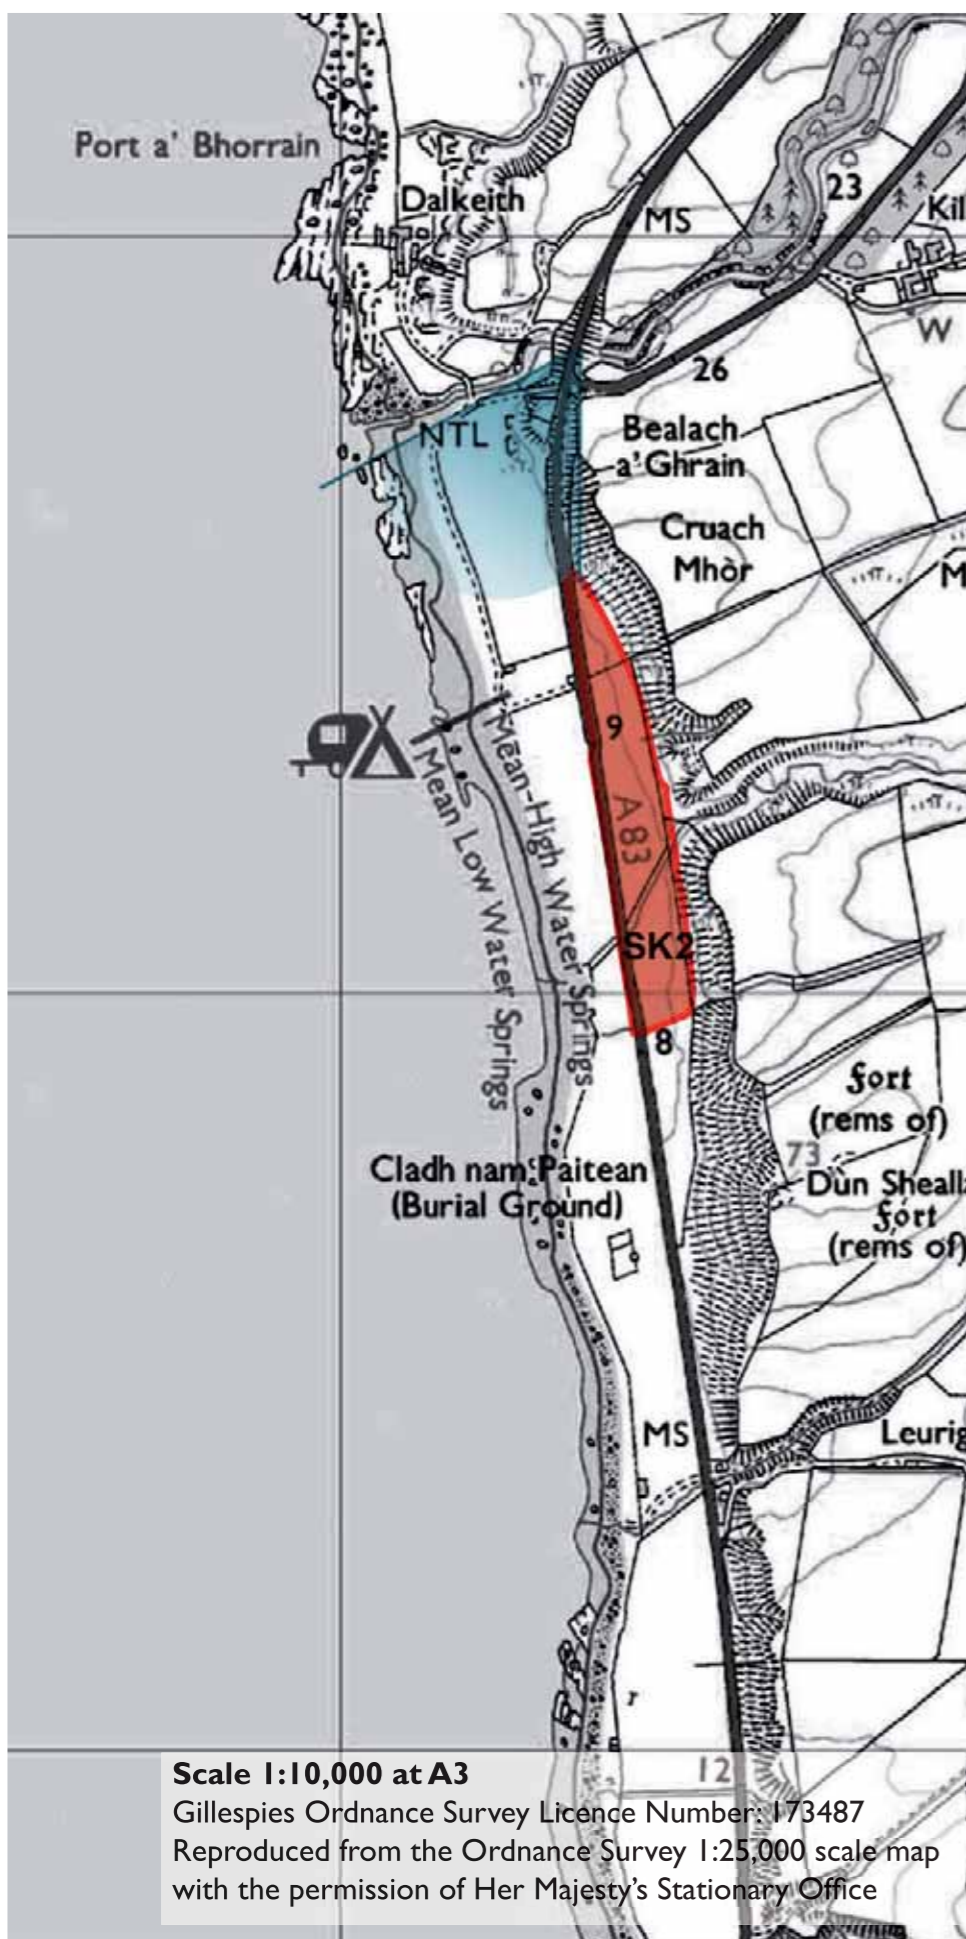 Port a' Bhorrain
Dalkeith
MS
23
Kil
W
26
NTL
Bealach
a'Ghrain
Cruach
Mhòr
M
9
A 83
Mean High Water Springs
Mean Low Water Springs
SK2
8
Fort
(rems of)
73
Cladh nam Paitean
(Burial Ground)
Dùn Sheall
Fort
(rems of)
MS
Leurig
r
12
Scale 1:10,000 at A3
Gillespies Ordnance Survey Licence Number: 173487
Reproduced from the Ordnance Survey 1:25,000 scale map
with the permission of Her Majesty's Stationary Office